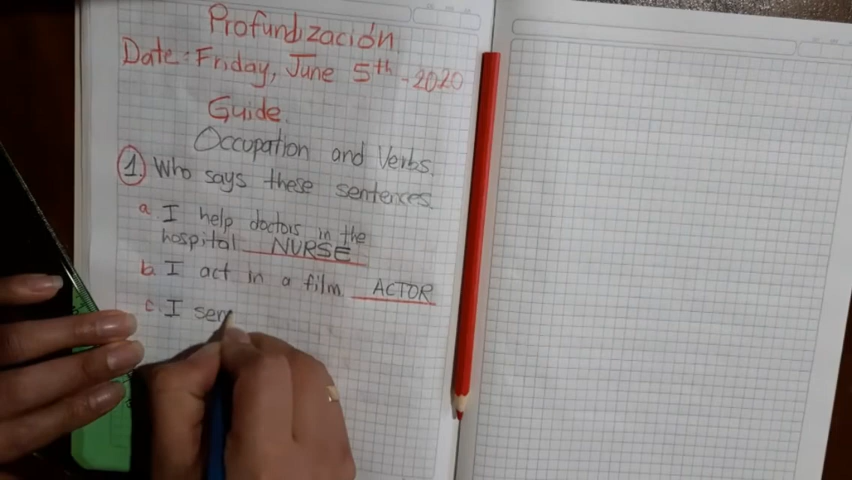 Profundización
Date: Friday, June 5th - 2020
Guide.
Occupation and Verbs.
1. Who says these sentences.
a. I help doctors in the
hospital NURSE
b. I act in a film. ACTOR
c. I ser